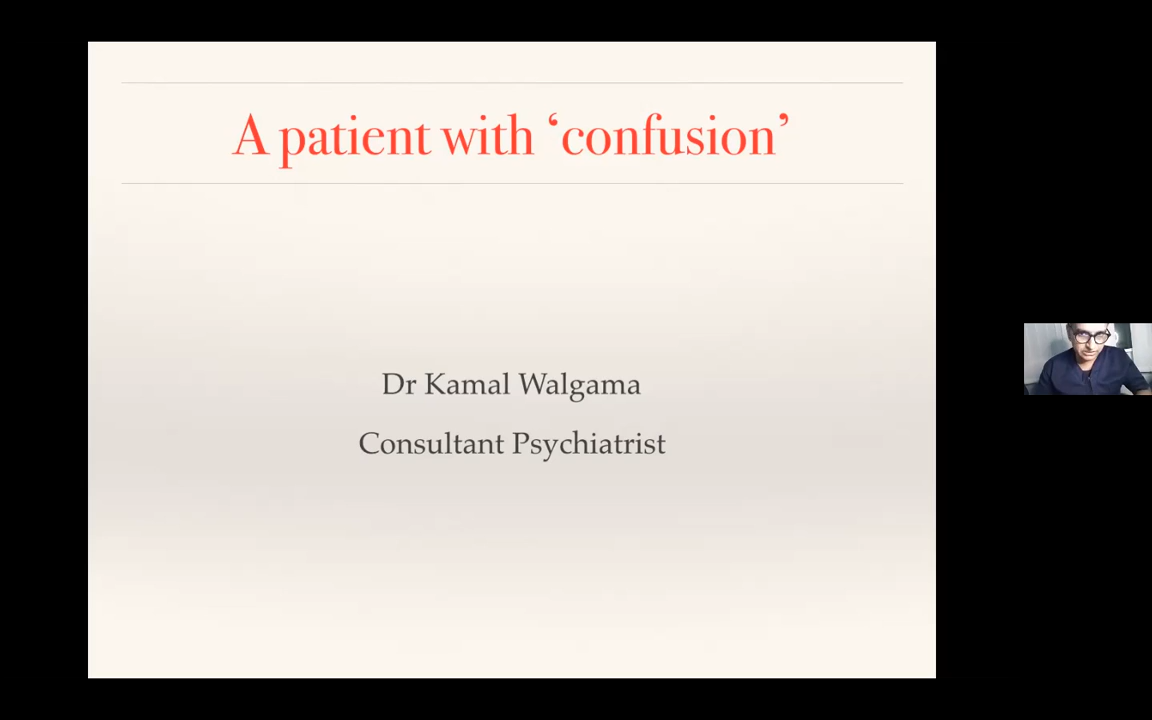 A patient with ‘confusion’
Dr Kamal Walgama
Consultant Psychiatrist